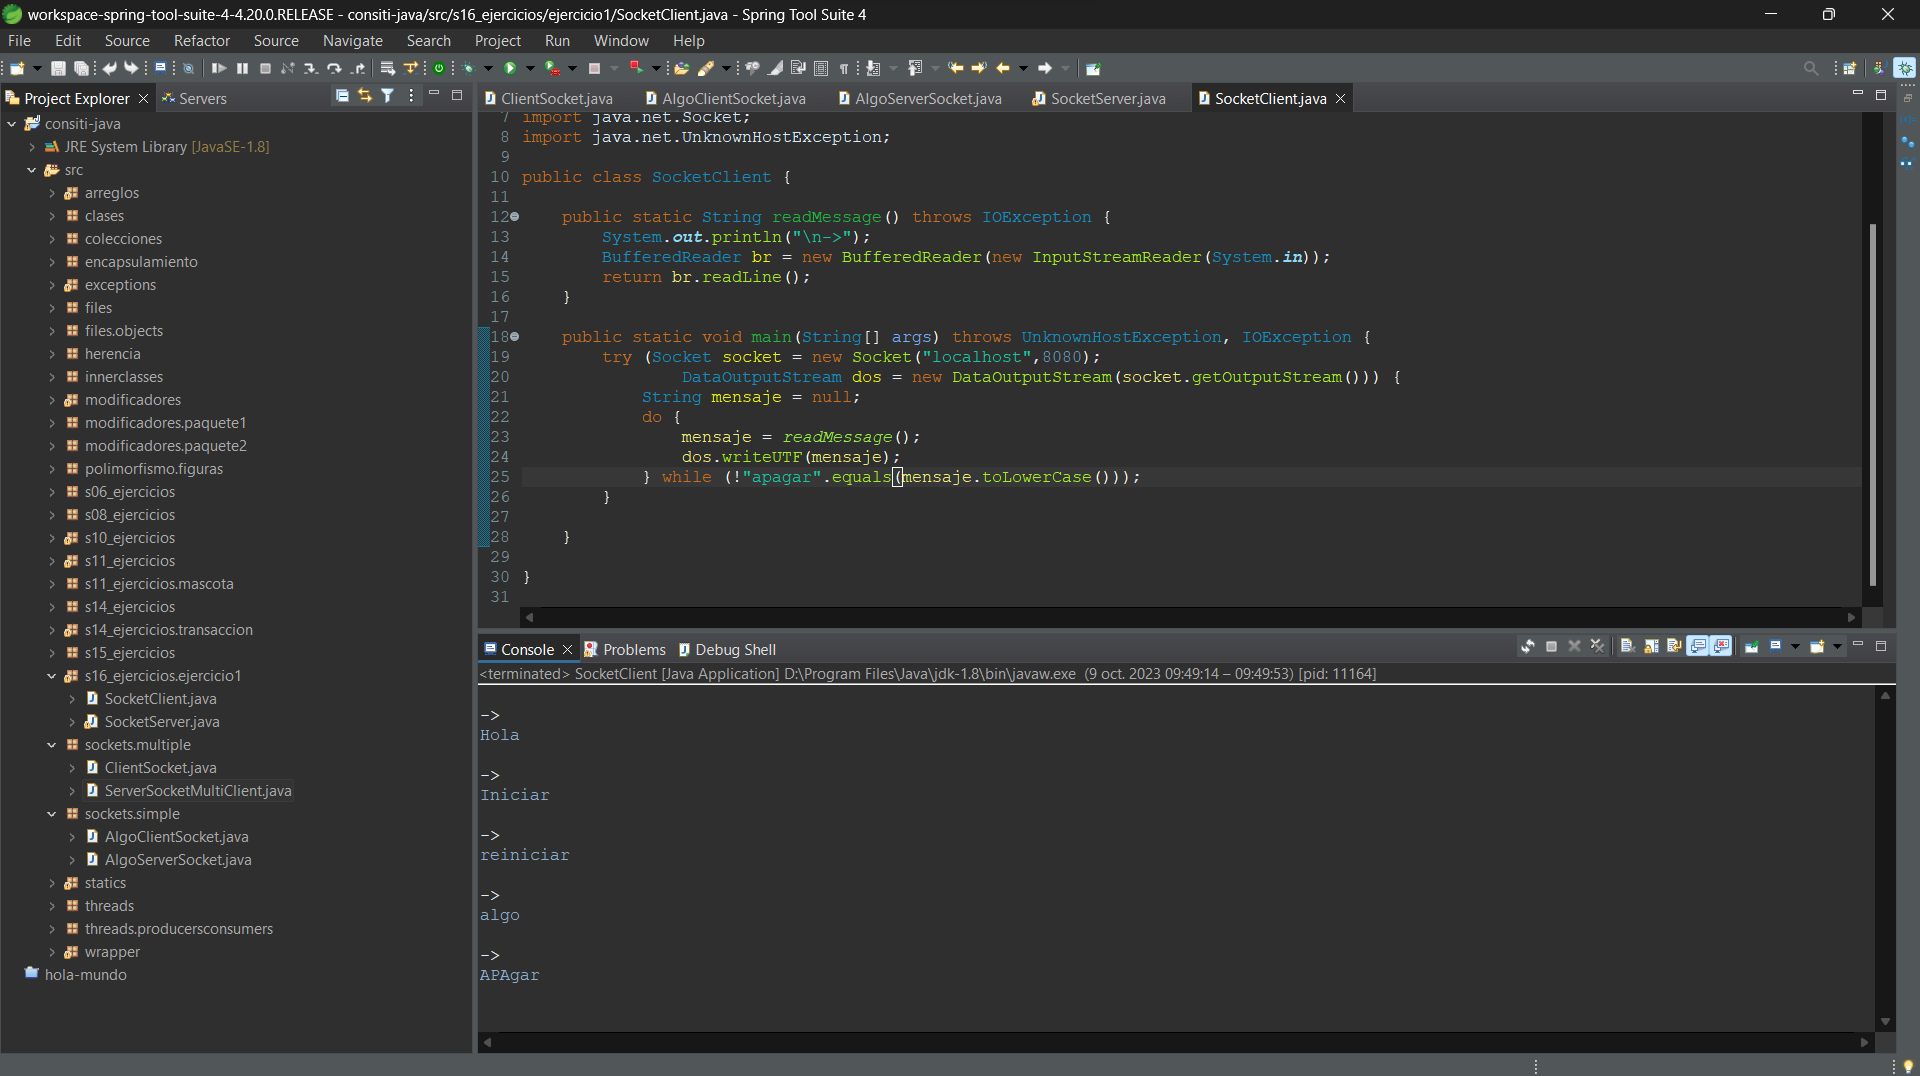 workspace-spring-tool-suite-4-4.20.0.RELEASE - consiti-java/src/s16_ejercicios/ejercicio1/SocketClient.java - Spring Tool Suite 4
File Edit Source Refactor Source Navigate Search Project Run Window Help
Project Explorer Servers
consiti-java
JRE System Library [JavaSE-1.8]
src
arreglos
clases
colecciones
encapsulamiento
exceptions
files
files.objects
herencia
innerclasses
modificadores
modificadores.paquete1
modificadores.paquete2
polimorfismo.figuras
s06_ejercicios
s08_ejercicios
s10_ejercicios
s11_ejercicios
s11_ejercicios.mascota
s14_ejercicios
s14_ejercicios.transaccion
s15_ejercicios
s16_ejercicios.ejercicio1
SocketClient.java
SocketServer.java
sockets.multiple
ClientSocket.java
ServerSocketMultiClient.java
sockets.simple
AlgoClientSocket.java
AlgoServerSocket.java
statics
threads
threads.producersconsumers
wrapper
hola-mundo
ClientSocket.java AlgoClientSocket.java AlgoServerSocket.java SocketServer.java SocketClient.java
7 import java.net.Socket;
8 import java.net.UnknownHostException;
9
10 public class SocketClient {
11
12 public static String readMessage() throws IOException {
13 System.out.println("\n->");
14 BufferedReader br = new BufferedReader(new InputStreamReader(System.in));
15 return br.readLine();
16 }
17
18 public static void main(String[] args) throws UnknownHostException, IOException {
19 try (Socket socket = new Socket("localhost",8080);
20 DataOutputStream dos = new DataOutputStream(socket.getOutputStream())) {
21 String mensaje = null;
22 do {
23 mensaje = readMessage();
24 dos.writeUTF(mensaje);
25 } while (!"apagar".equals(mensaje.toLowerCase()));
26 }
27
28 }
29
30 }
31
Console Problems Debug Shell
<terminated> SocketClient [Java Application] D:\Program Files\Java\jdk-1.8\bin\javaw.exe (9 oct. 2023 09:49:14 – 09:49:53) [pid: 11164]
->
Hola
->
Iniciar
->
reiniciar
->
algo
->
APAgar